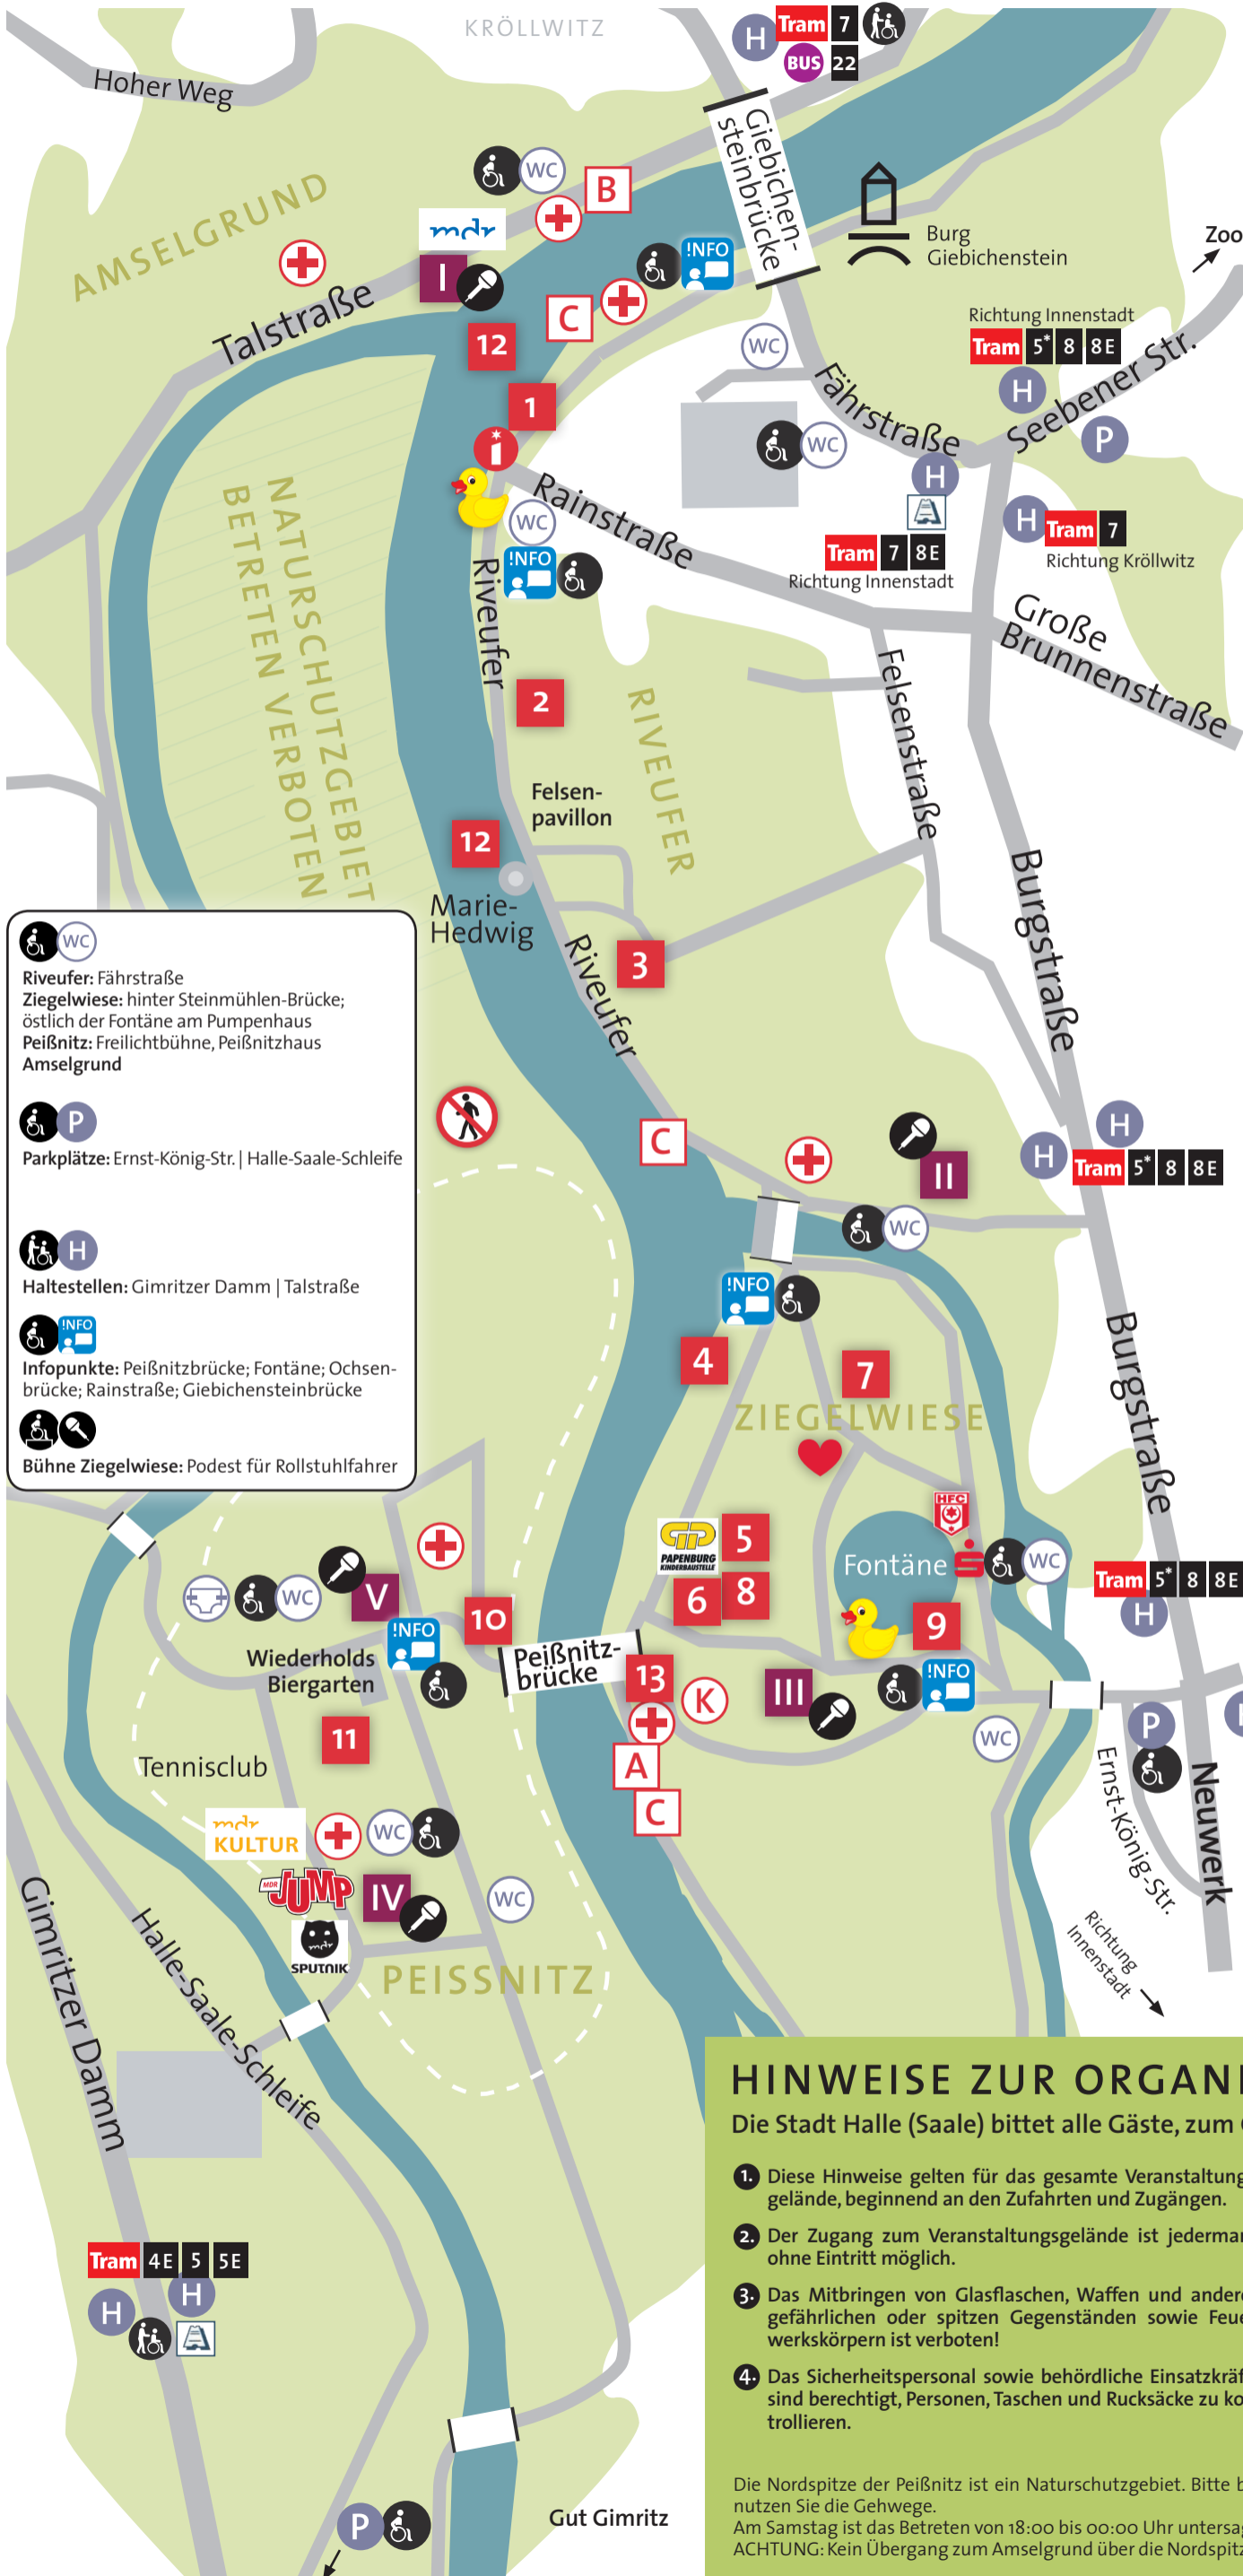 KRÖLLWITZ
H Tram 7
BUS 22
Hoher Weg
Giebichen-
steinbrücke
WC
B
AMSELGRUND
mdr
I
!NFO
Burg
Giebichenstein
Zoo
C
Talstraße
12
WC
Richtung Innenstadt
Tram 5* 8 8E
H
Seebener Str.
P
1
Fährstraße
WC
H
i
Rainstraße
WC
H Tram 7
Richtung Kröllwitz
Tram 7 8E
Richtung Innenstadt
!NFO
NATURSCHUTZGEBIET
BETRETEN VERBOTEN
Riveufer
Große
Brunnenstraße
2
RIVEUFER
Felsenstraße
Felsen-
pavillon
12
Marie-
Hedwig
Burgstraße
Riveufer
3
WC
Riveufer: Fährstraße
Ziegelwiese: hinter Steinmühlen-Brücke;
östlich der Fontäne am Pumpenhaus
Peißnitz: Freilichtbühne, Peißnitzhaus
Amselgrund
P
Parkplätze: Ernst-König-Str. | Halle-Saale-Schleife
H
Haltestellen: Gimritzer Damm | Talstraße
!NFO
Infopunkte: Peißnitzbrücke; Fontäne; Ochsen-
brücke; Rainstraße; Giebichensteinbrücke
Bühne Ziegelwiese: Podest für Rollstuhlfahrer
C
II
H
H
Tram 5* 8 8E
WC
!NFO
4
7
ZIEGELWIESE
Burgstraße
HFC
PAPENBURG
KINDERBAUSTELLE
5
6
8
Fontäne
WC
Tram 5* 8 8E
H
9
V
WC
10
!NFO
Wiederholds
Biergarten
Peißnitz-
brücke
13
K
III
!NFO
WC
A
C
P
Ernst-König-Str.
Neuwerk
11
Tennisclub
mdr
KULTUR
WC
MDR
JUMP
IV
WC
mdr
SPUTNIK
PEISSNITZ
Richtung
Innenstadt
Gimritzer Damm
Halle-Saale-Schleife
Tram 4E 5 5E
H
H
P
Gut Gimritz
HINWEISE ZUR ORGANI
Die Stadt Halle (Saale) bittet alle Gäste, zum
1. Diese Hinweise gelten für das gesamte Veranstaltung
gelände, beginnend an den Zufahrten und Zugängen.
2. Der Zugang zum Veranstaltungsgelände ist jederma
ohne Eintritt möglich.
3. Das Mitbringen von Glasflaschen, Waffen und ander
gefährlichen oder spitzen Gegenständen sowie Feue
werkskörpern ist verboten!
4. Das Sicherheitspersonal sowie behördliche Einsatzkräf
sind berechtigt, Personen, Taschen und Rucksäcke zu ko
trollieren.
Die Nordspitze der Peißnitz ist ein Naturschutzgebiet. Bitte b
nutzen Sie die Gehwege.
Am Samstag ist das Betreten von 18:00 bis 00:00 Uhr untersa
ACHTUNG: Kein Übergang zum Amselgrund über die Nordspitz